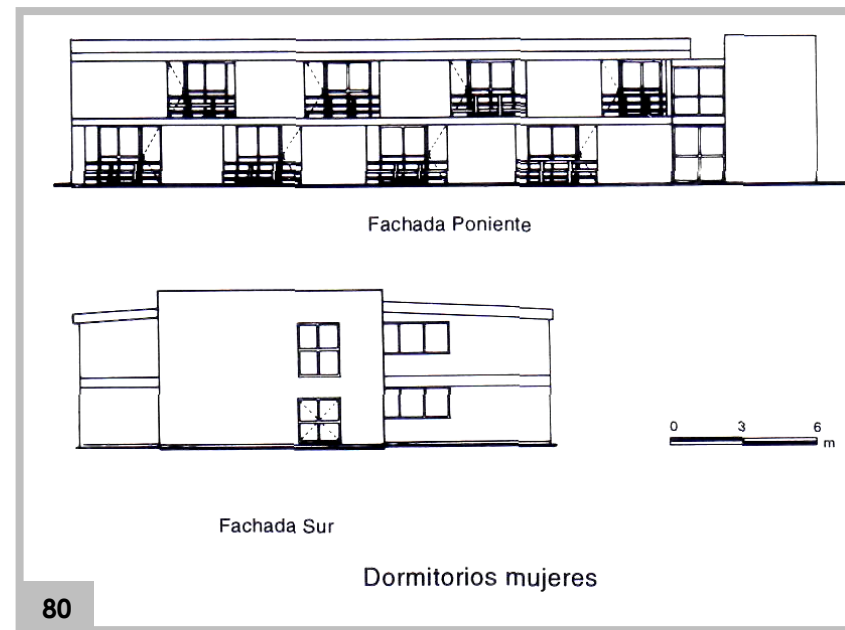 Fachada Poniente
0 3 6
m
Fachada Sur
Dormitorios mujeres
80